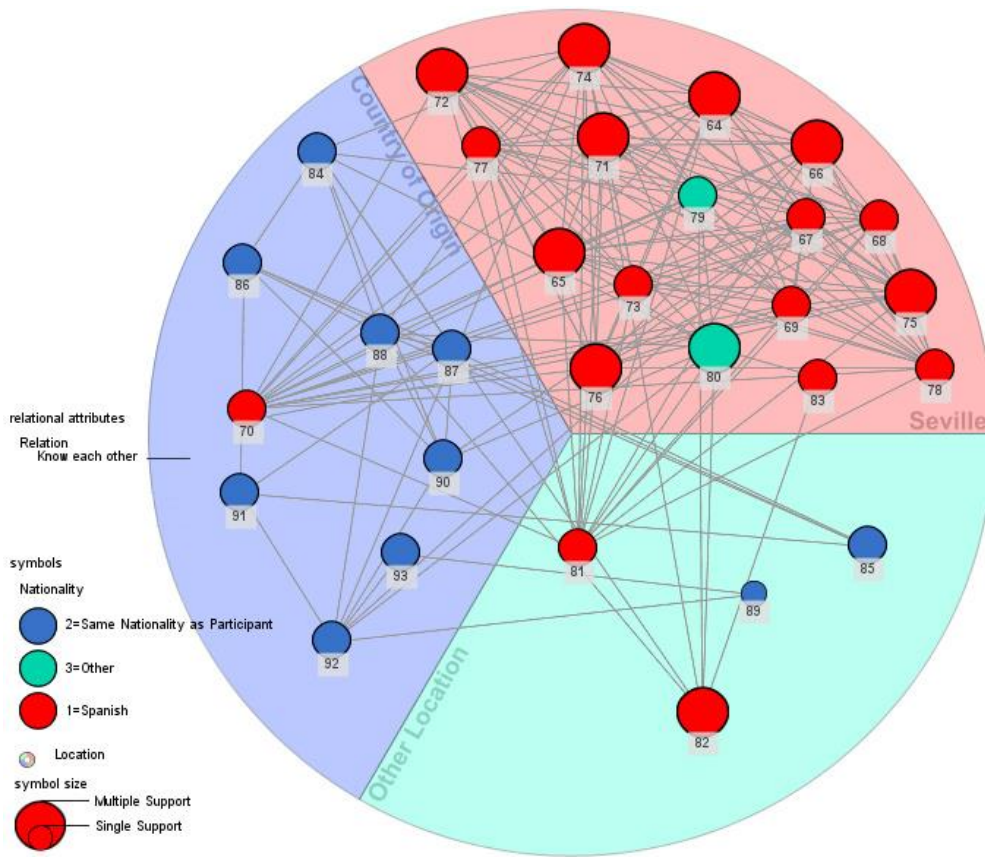 Country of Origin
Seville
Other Location
72
74
64
77
71
66
84
79
67
68
86
65
73
69
75
88
87
76
80
83
78
70
90
91
93
92
81
85
89
82
relational attributes
Relation
Know each other
symbols
Nationality
2=Same Nationality as Participant
3=Other
1=Spanish
Location
symbol size
Multiple Support
Single Support